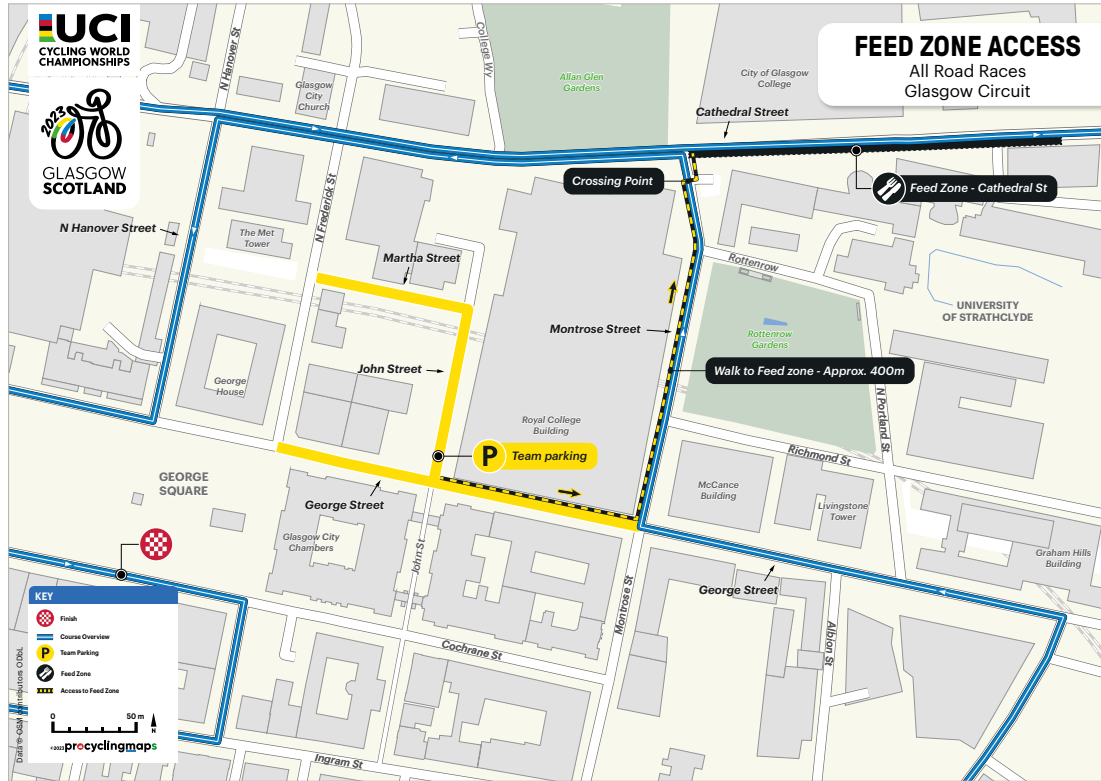 UCI
CYCLING WORLD
CHAMPIONSHIPS
2023
GLASGOW
SCOTLAND
FEED ZONE ACCESS
All Road Races
Glasgow Circuit
N Hanover St
College Wy
Allan Glen
Gardens
City of Glasgow
College
Glasgow
City
Church
Cathedral Street
Crossing Point
Feed Zone - Cathedral St
N Frederick St
N Hanover Street
The Met
Tower
Martha Street
Rottenrow
UNIVERSITY
OF STRATHCLYDE
Montrose Street
Rottenrow
Gardens
John Street
Walk to Feed zone - Approx. 400m
George
House
N Portland St
Royal College
Building
P
Team parking
Richmond St
GEORGE
SQUARE
McCance
Building
George Street
Livingstone
Tower
Glasgow City
Chambers
John St
Graham Hills
Building
George Street
Montrose St
Albion St
Cochrane St
Ingram St
KEY
Finish
Course Overview
P
Team Parking
Feed Zone
Access to Feed Zone
0 50 m
N
©2023 procyclingmaps
Data © OSM contributors ODbL